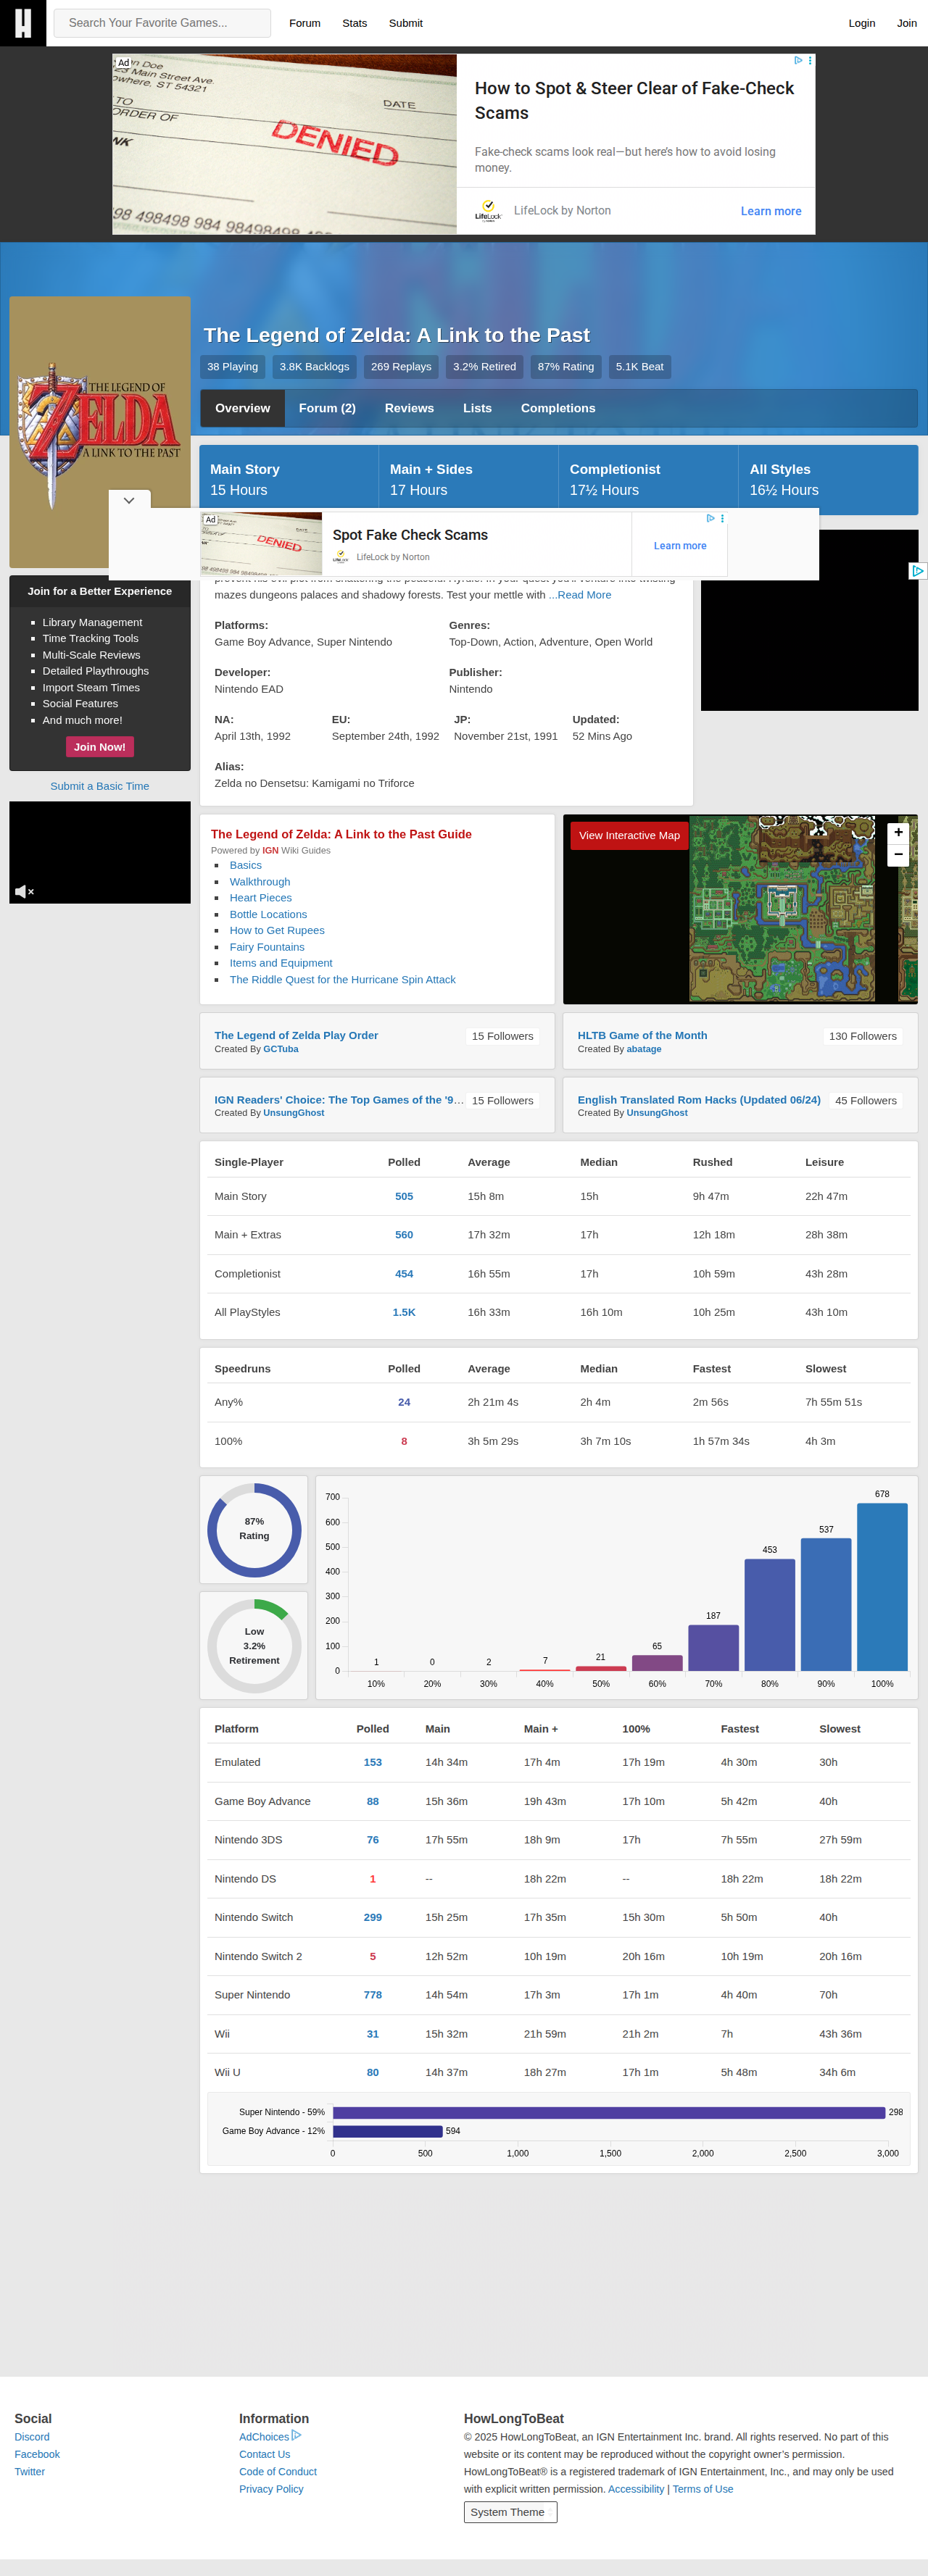 H
Search Your Favorite Games...
Forum
Stats
Submit
Login
Join
Ad
Main Street Ave.
DATE
DENIED
How to Spot & Steer Clear of Fake-Check
Scams
Fake-check scams look real—but here's how to avoid losing
money.
LifeLock
LifeLock by Norton
Learn more
The Legend of Zelda: A Link to the Past
38 Playing
3.8K Backlogs
269 Replays
3.2% Retired
87% Rating
5.1K Beat
Overview
Forum (2)
Reviews
Lists
Completions
THE LEGEND OF
ZELDA
A LINK TO THE PAST
Main Story
15 Hours
Main + Sides
17 Hours
Completionist
17½ Hours
All Styles
16½ Hours
Ad
DENIED
Spot Fake Check Scams
LifeLock by Norton
Learn more
mazes dungeons palaces and shadowy forests. Test your mettle with ...Read More
Platforms:
Game Boy Advance, Super Nintendo
Genres:
Top-Down, Action, Adventure, Open World
Developer:
Nintendo EAD
Publisher:
Nintendo
NA:
April 13th, 1992
EU:
September 24th, 1992
JP:
November 21st, 1991
Updated:
52 Mins Ago
Alias:
Zelda no Densetsu: Kamigami no Triforce
Join for a Better Experience
Library Management
Time Tracking Tools
Multi-Scale Reviews
Detailed Playthroughs
Import Steam Times
Social Features
And much more!
Join Now!
Submit a Basic Time
The Legend of Zelda: A Link to the Past Guide
Powered by IGN Wiki Guides
Basics
Walkthrough
Heart Pieces
Bottle Locations
How to Get Rupees
Fairy Fountains
Items and Equipment
The Riddle Quest for the Hurricane Spin Attack
View Interactive Map
+
−
The Legend of Zelda Play Order
Created By GCTuba
15 Followers
HLTB Game of the Month
Created By abatage
130 Followers
IGN Readers' Choice: The Top Games of the '9...
Created By UnsungGhost
15 Followers
English Translated Rom Hacks (Updated 06/24)
Created By UnsungGhost
45 Followers
Single-Player Polled Average Median Rushed Leisure
Main Story 505 15h 8m 15h 9h 47m 22h 47m
Main + Extras 560 17h 32m 17h 12h 18m 28h 38m
Completionist 454 16h 55m 17h 10h 59m 43h 28m
All PlayStyles 1.5K 16h 33m 16h 10m 10h 25m 43h 10m
Speedruns Polled Average Median Fastest Slowest
Any% 24 2h 21m 4s 2h 4m 2m 56s 7h 55m 51s
100% 8 3h 5m 29s 3h 7m 10s 1h 57m 34s 4h 3m
87%
Rating
Low
3.2%
Retirement
700
600
500
400
300
200
100
0
1 0 2 7 21 65 187 453 537 678
10% 20% 30% 40% 50% 60% 70% 80% 90% 100%
Platform Polled Main Main + 100% Fastest Slowest
Emulated 153 14h 34m 17h 4m 17h 19m 4h 30m 30h
Game Boy Advance 88 15h 36m 19h 43m 17h 10m 5h 42m 40h
Nintendo 3DS 76 17h 55m 18h 9m 17h 7h 55m 27h 59m
Nintendo DS 1 -- 18h 22m -- 18h 22m 18h 22m
Nintendo Switch 299 15h 25m 17h 35m 15h 30m 5h 50m 40h
Nintendo Switch 2 5 12h 52m 10h 19m 20h 16m 10h 19m 20h 16m
Super Nintendo 778 14h 54m 17h 3m 17h 1m 4h 40m 70h
Wii 31 15h 32m 21h 59m 21h 2m 7h 43h 36m
Wii U 80 14h 37m 18h 27m 17h 1m 5h 48m 34h 6m
Super Nintendo - 59% 298
Game Boy Advance - 12% 594
0 500 1,000 1,500 2,000 2,500 3,000
Social
Discord
Facebook
Twitter
Information
AdChoices
Contact Us
Code of Conduct
Privacy Policy
HowLongToBeat
© 2025 HowLongToBeat, an IGN Entertainment Inc. brand. All rights reserved. No part of this
website or its content may be reproduced without the copyright owner's permission.
HowLongToBeat® is a registered trademark of IGN Entertainment, Inc., and may only be used
with explicit written permission. Accessibility | Terms of Use
System Theme